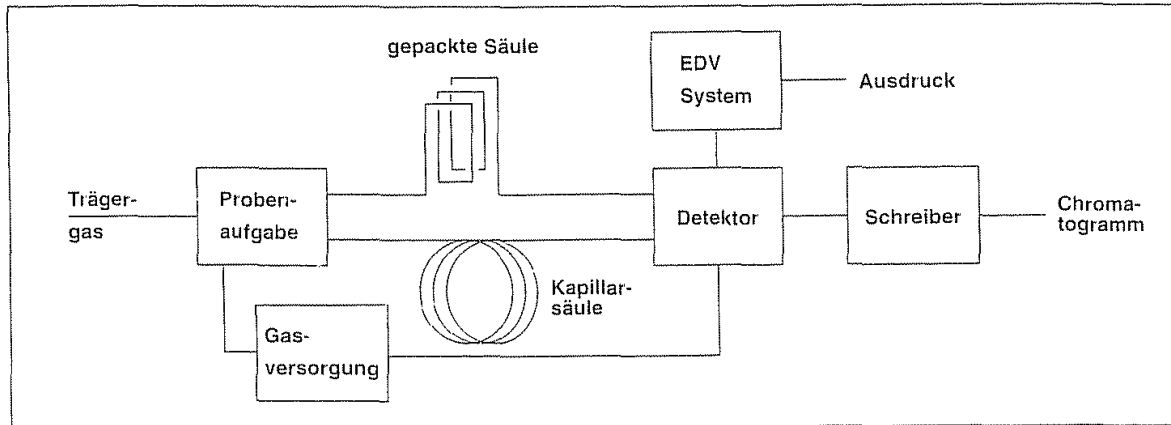 gepackte Säule
EDV
System
Ausdruck
Träger-
gas
Proben-
aufgabe
Detektor
Schreiber
Chroma-
togramm
Kapillar-
säule
Gas-
versorgung